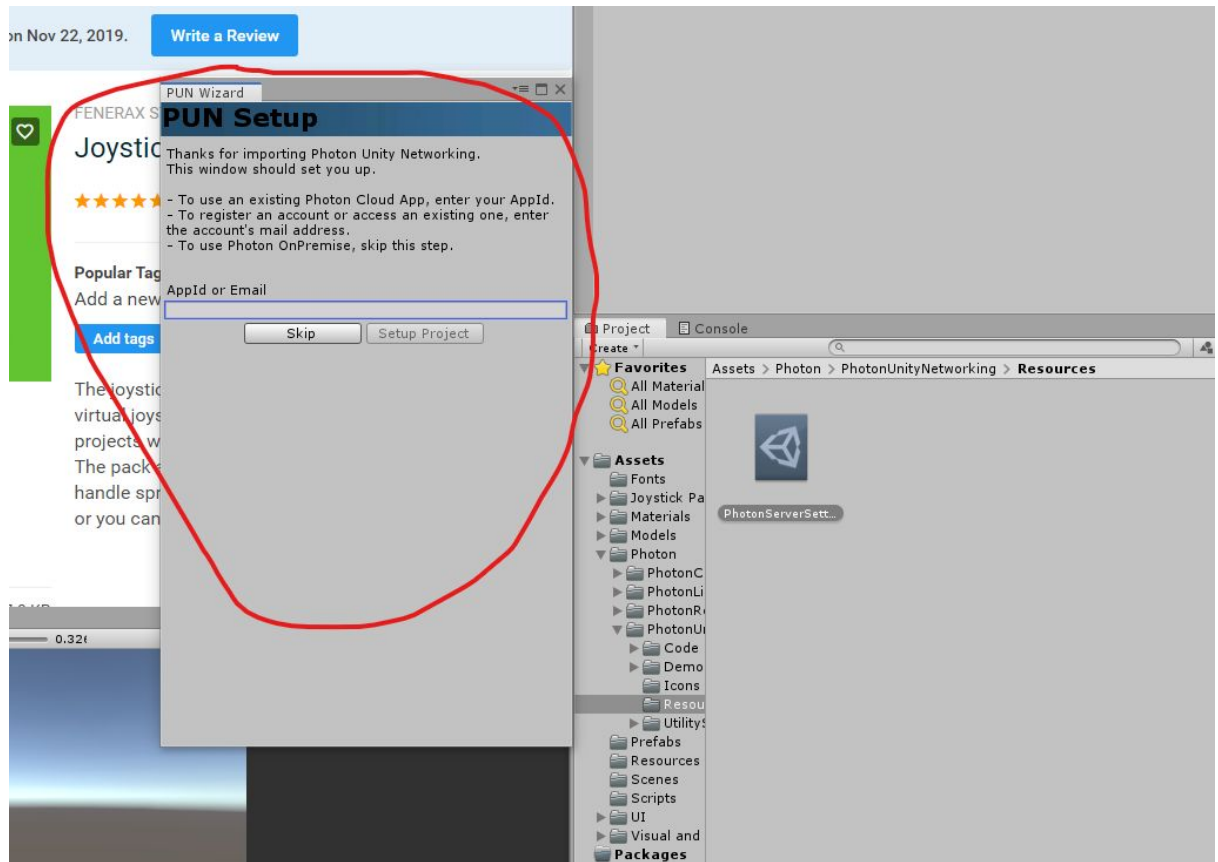 on Nov 22, 2019.
Write a Review
FENERAX S
Joystic
Popular Tag
Add a new
Add tags
The joystic
virtual joys
projects w
The pack
handle spr
or you can
0.326
PUN Wizard
PUN Setup
Thanks for importing Photon Unity Networking.
This window should set you up.
- To use an existing Photon Cloud App, enter your AppId.
- To register an account or access an existing one, enter
the account's mail address.
- To use Photon OnPremise, skip this step.
AppId or Email
Skip
Setup Project
Project
Console
Create
Favorites
All Material
All Models
All Prefabs
Assets
Fonts
Joystick Pa
Materials
Models
Photon
PhotonC
PhotonLi
PhotonRe
PhotonUn
Code
Demo
Icons
Resou
UtilityS
Prefabs
Resources
Scenes
Scripts
UI
Visual and
Packages
Assets > Photon > PhotonUnityNetworking > Resources
PhotonServerSett...